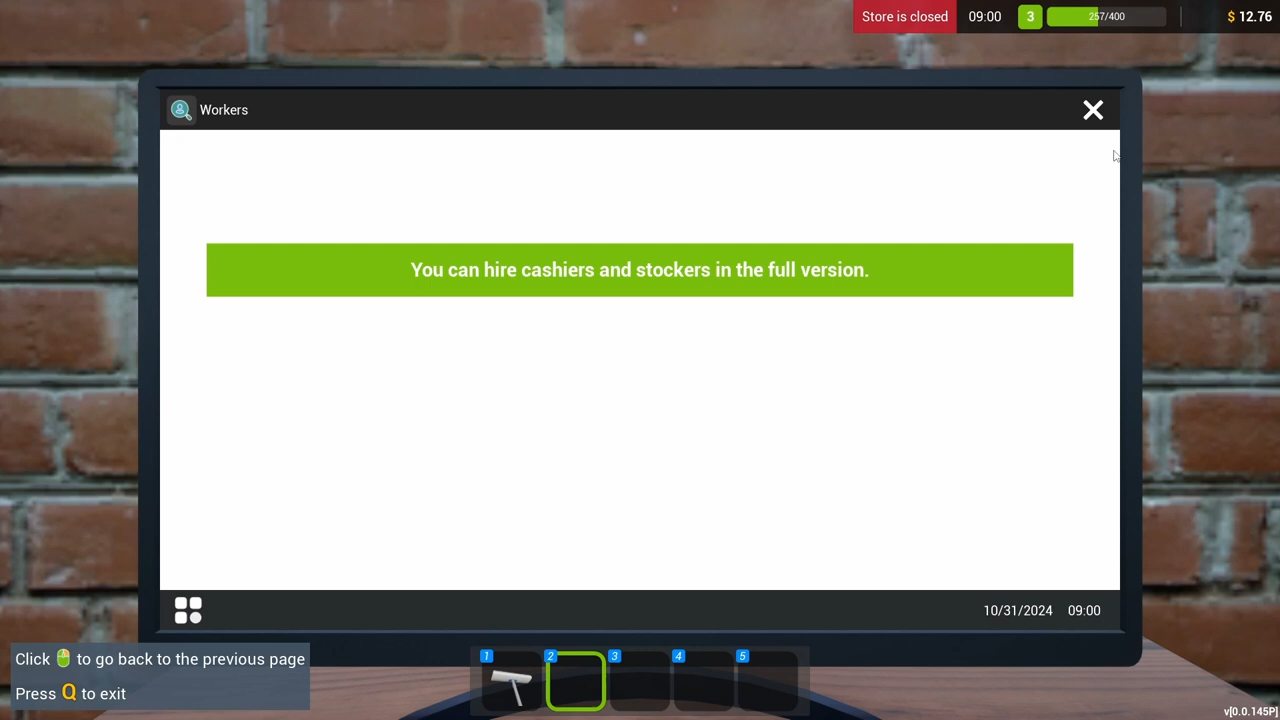 Store is closed
09:00
3
257/400
$ 12.76
Workers
You can hire cashiers and stockers in the full version.
10/31/2024
09:00
Click to go back to the previous page
Press Q to exit
1
2
3
4
5
v[0.0.145P]